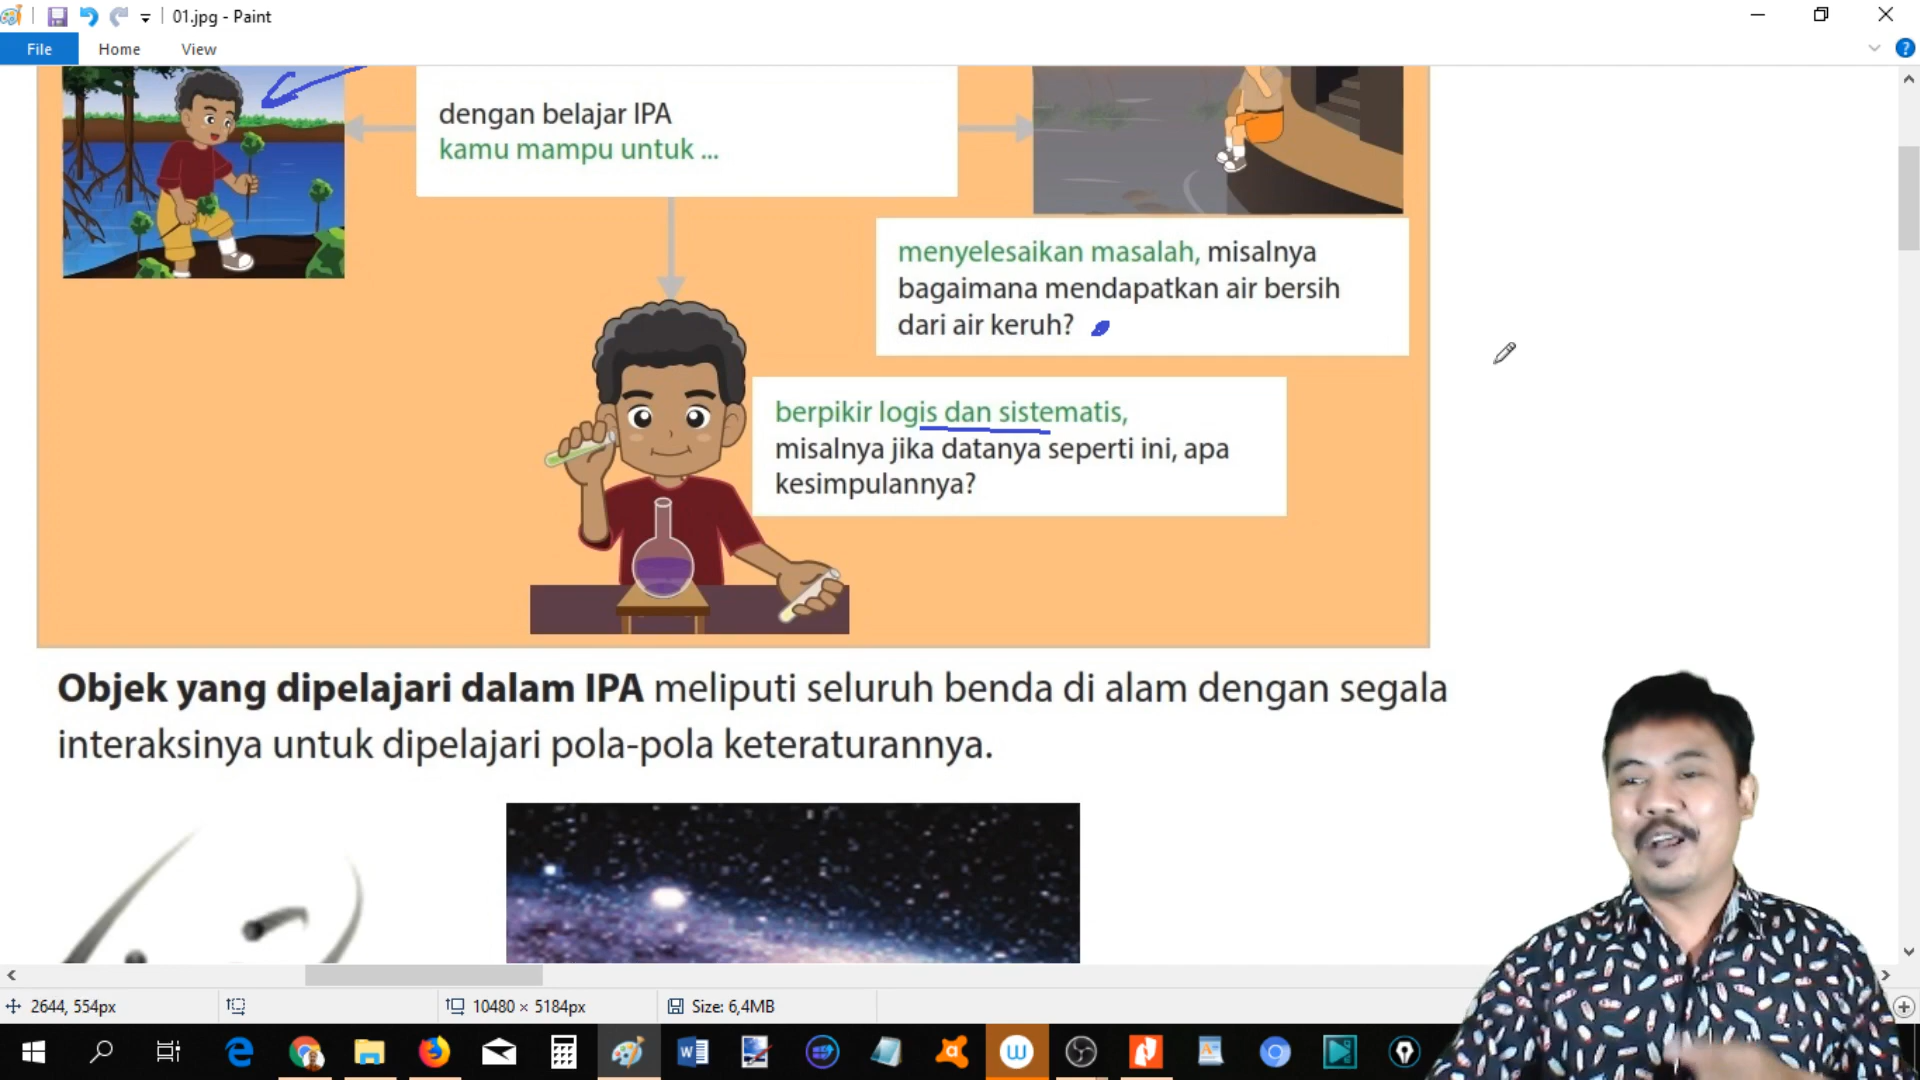 01.jpg - Paint
File Home View
dengan belajar IPA
kamu mampu untuk ...
menyelesaikan masalah, misalnya
bagaimana mendapatkan air bersih
dari air keruh?
berpikir logis dan sistematis,
misalnya jika datanya seperti ini, apa
kesimpulannya?
Objek yang dipelajari dalam IPA meliputi seluruh benda di alam dengan segala
interaksinya untuk dipelajari pola-pola keteraturannya.
2644, 554px 10480 × 5184px Size: 6,4MB